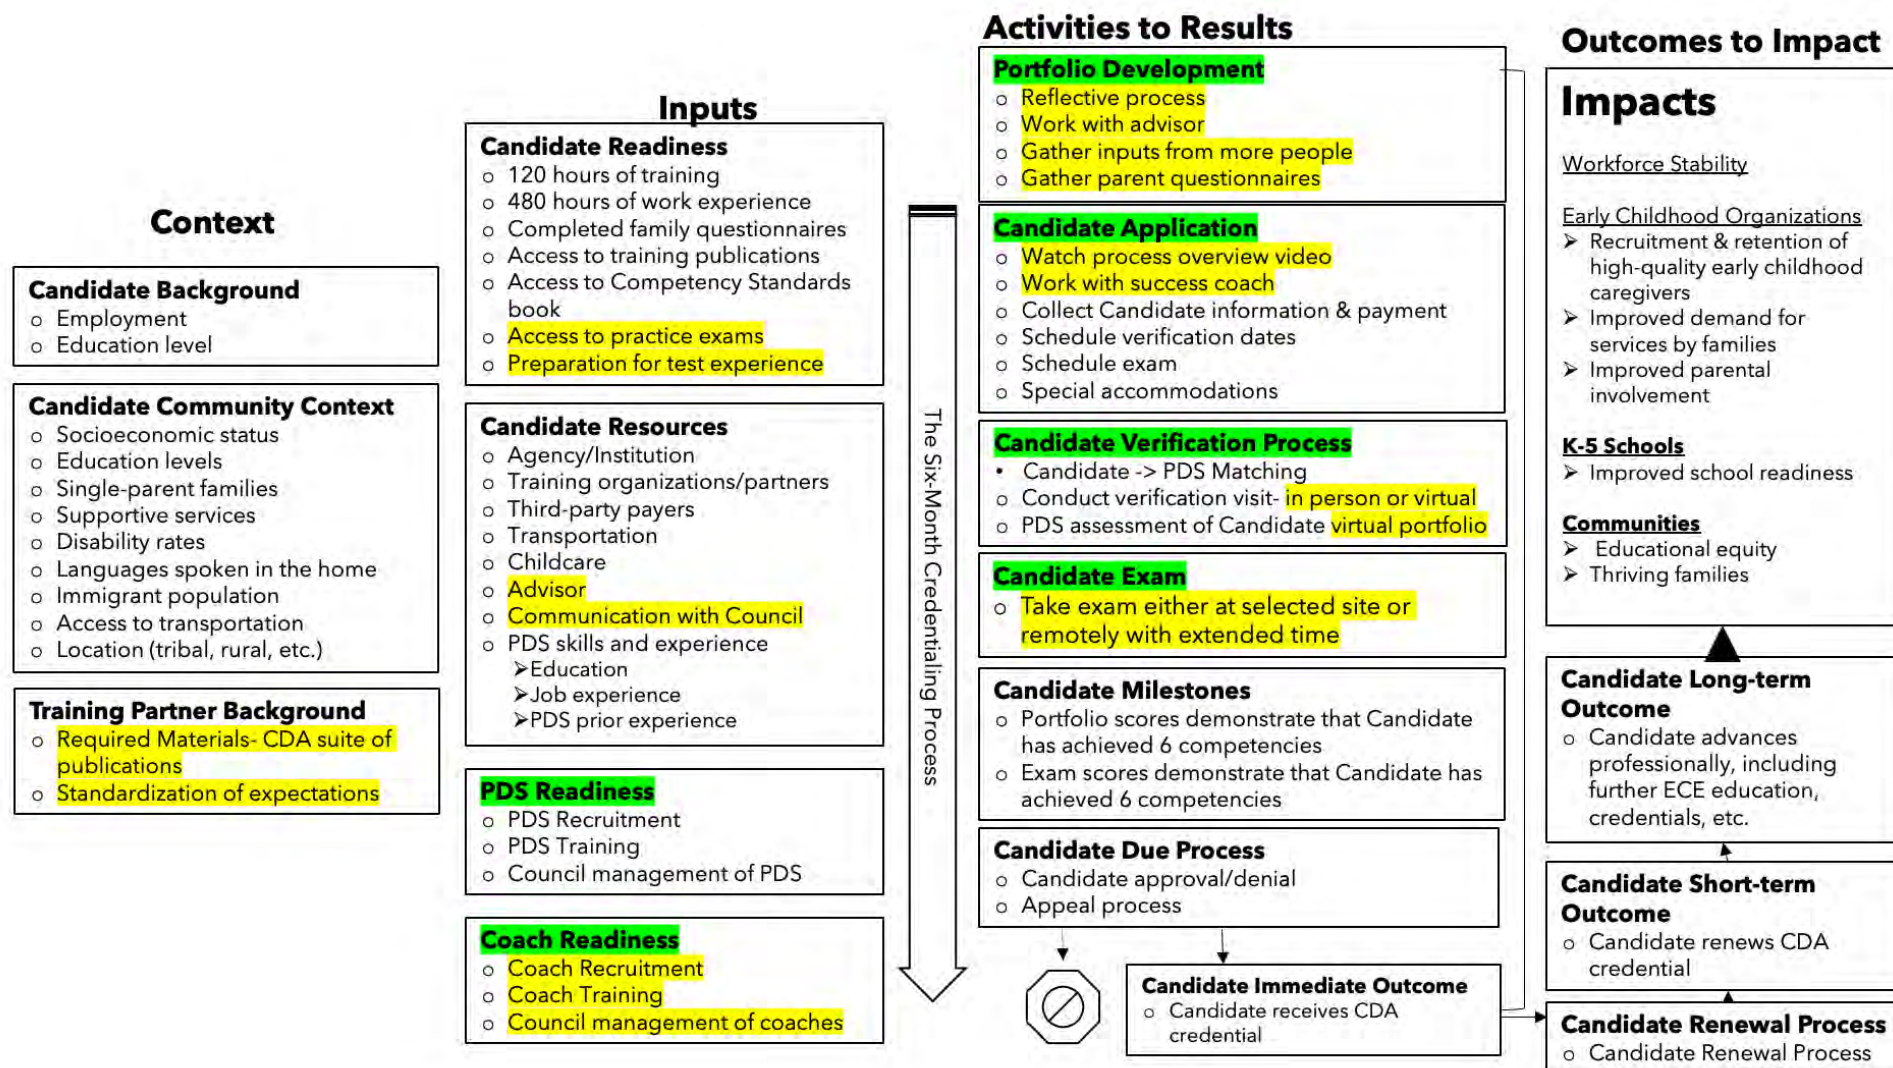 Context
Candidate Background
o Employment
o Education level
Candidate Community Context
o Socioeconomic status
o Education levels
o Single-parent families
o Supportive services
o Disability rates
o Languages spoken in the home
o Immigrant population
o Access to transportation
o Location (tribal, rural, etc.)
Training Partner Background
o Required Materials- CDA suite of
publications
o Standardization of expectations
Inputs
Candidate Readiness
o 120 hours of training
o 480 hours of work experience
o Completed family questionnaires
o Access to training publications
o Access to Competency Standards
book
o Access to practice exams
o Preparation for test experience
Candidate Resources
o Agency/Institution
o Training organizations/partners
o Third-party payers
o Transportation
o Childcare
o Advisor
o Communication with Council
o PDS skills and experience
➢Education
➢Job experience
➢PDS prior experience
PDS Readiness
o PDS Recruitment
o PDS Training
o Council management of PDS
Coach Readiness
o Coach Recruitment
o Coach Training
o Council management of coaches
The Six-Month Credentialing Process
Activities to Results
Portfolio Development
o Reflective process
o Work with advisor
o Gather inputs from more people
o Gather parent questionnaires
Candidate Application
o Watch process overview video
o Work with success coach
o Collect Candidate information & payment
o Schedule verification dates
o Schedule exam
o Special accommodations
Candidate Verification Process
• Candidate -> PDS Matching
o Conduct verification visit- in person or virtual
o PDS assessment of Candidate virtual portfolio
Candidate Exam
o Take exam either at selected site or
remotely with extended time
Candidate Milestones
o Portfolio scores demonstrate that Candidate
has achieved 6 competencies
o Exam scores demonstrate that Candidate has
achieved 6 competencies
Candidate Due Process
o Candidate approval/denial
o Appeal process
Candidate Immediate Outcome
o Candidate receives CDA
credential
Outcomes to Impact
Impacts
Workforce Stability
Early Childhood Organizations
➢ Recruitment & retention of
high-quality early childhood
caregivers
➢ Improved demand for
services by families
➢ Improved parental
involvement
K-5 Schools
➢ Improved school readiness
Communities
➢ Educational equity
➢ Thriving families
Candidate Long-term
Outcome
o Candidate advances
professionally, including
further ECE education,
credentials, etc.
Candidate Short-term
Outcome
o Candidate renews CDA
credential
Candidate Renewal Process
o Candidate Renewal Process